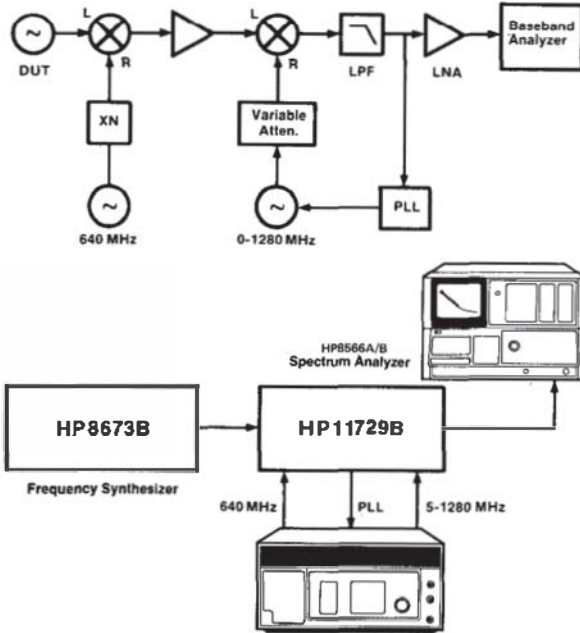 L
L
Baseband
Analyzer
DUT
R
R
LPF
LNA
XN
Variable
Atten.
PLL
640 MHz
0-1280 MHz
HP8566A/B
Spectrum Analyzer
HP8673B
HP11729B
Frequency Synthesizer
640 MHz
PLL
5-1280 MHz